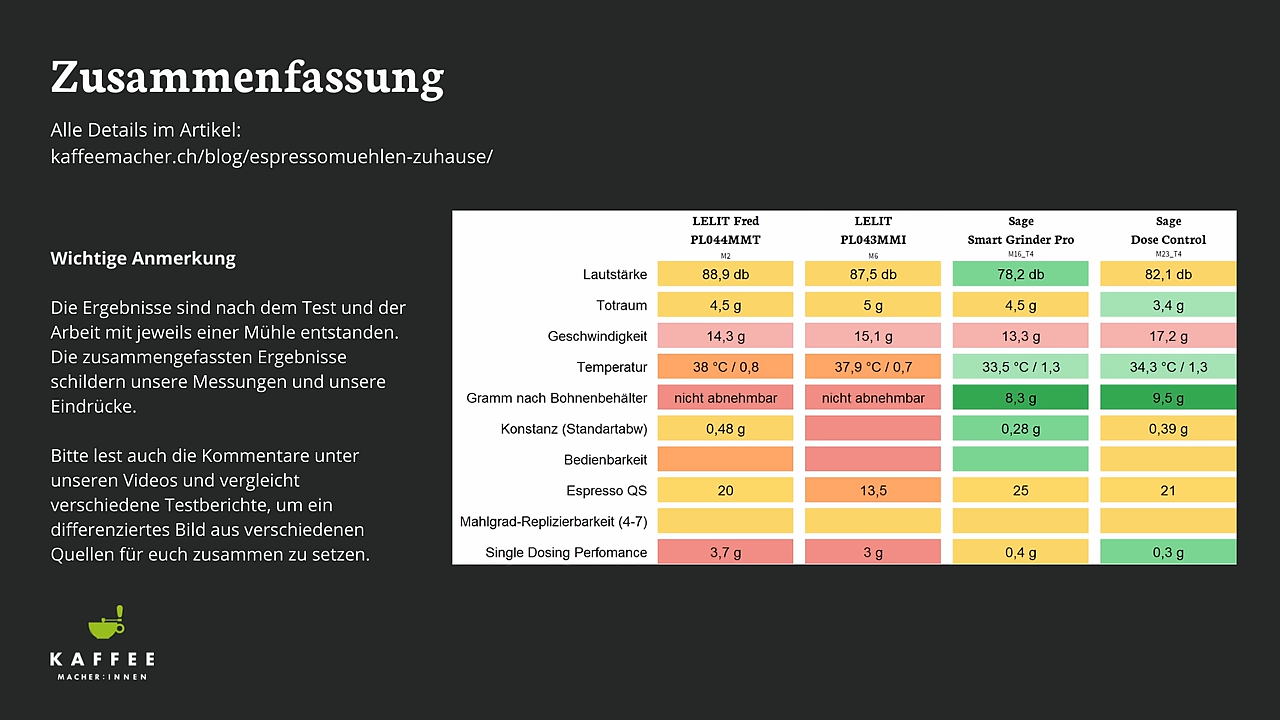 Zusammenfassung
Alle Details im Artikel:
kaffeemacher.ch/blog/espressomuehlen-zuhause/
Wichtige Anmerkung
Die Ergebnisse sind nach dem Test und der
Arbeit mit jeweils einer Mühle entstanden.
Die zusammengefassten Ergebnisse
schildern unsere Messungen und unsere
Eindrücke.
Bitte lest auch die Kommentare unter
unseren Videos und vergleicht
verschiedene Testberichte, um ein
differenziertes Bild aus verschiedenen
Quellen für euch zusammen zu setzen.
KAFFEE
MACHER:INNEN
LELIT Fred LELIT Sage Sage
PL044MMT PL043MMI Smart Grinder Pro Dose Control
M2 M6 M16_T4 M23_T4
Lautstärke 88,9 db 87,5 db 78,2 db 82,1 db
Totraum 4,5 g 5 g 4,5 g 3,4 g
Geschwindigkeit 14,3 g 15,1 g 13,3 g 17,2 g
Temperatur 38 °C / 0,8 37,9 °C / 0,7 33,5 °C / 1,3 34,3 °C / 1,3
Gramm nach Bohnenbehälter nicht abnehmbar nicht abnehmbar 8,3 g 9,5 g
Konstanz (Standartabw) 0,48 g 0,28 g 0,39 g
Bedienbarkeit
Espresso QS 20 13,5 25 21
Mahlgrad-Replizierbarkeit (4-7)
Single Dosing Perfomance 3,7 g 3 g 0,4 g 0,3 g